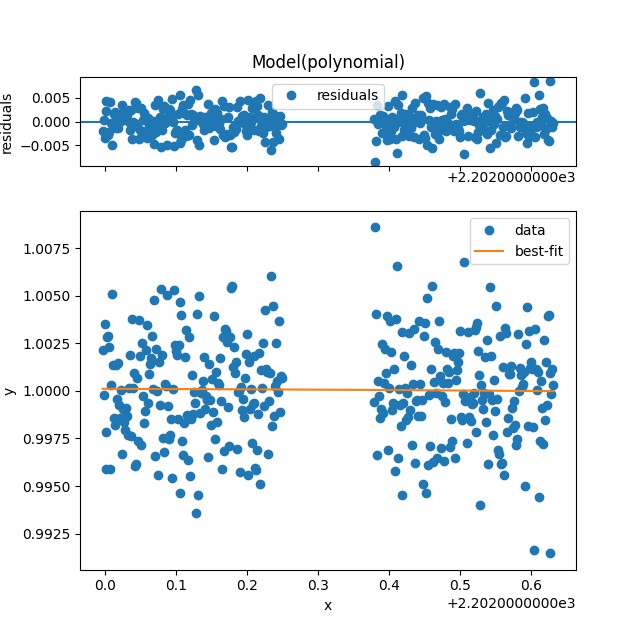 Model(polynomial)
0.005
0.000
−0.005
residuals
residuals
+2.2020000000e3
1.0075
1.0050
1.0025
1.0000
0.9975
0.9950
0.9925
y
data
best-fit
0.0 0.1 0.2 0.3 0.4 0.5 0.6
x
+2.2020000000e3